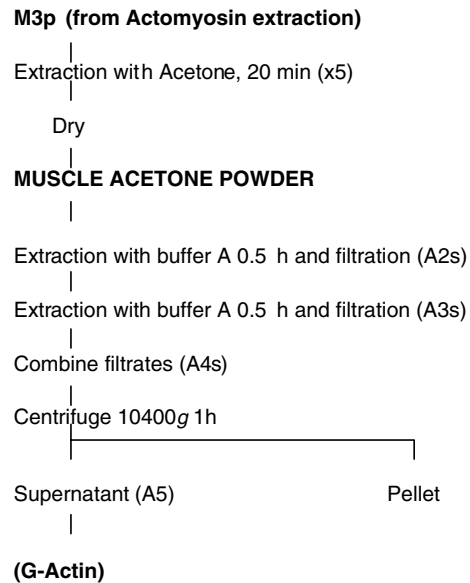 M3p (from Actomyosin extraction)
Extraction with Acetone, 20 min (x5)
Dry
MUSCLE ACETONE POWDER
Extraction with buffer A 0.5 h and filtration (A2s)
Extraction with buffer A 0.5 h and filtration (A3s)
Combine filtrates (A4s)
Centrifuge 10400g 1h
Supernatant (A5) Pellet
(G-Actin)